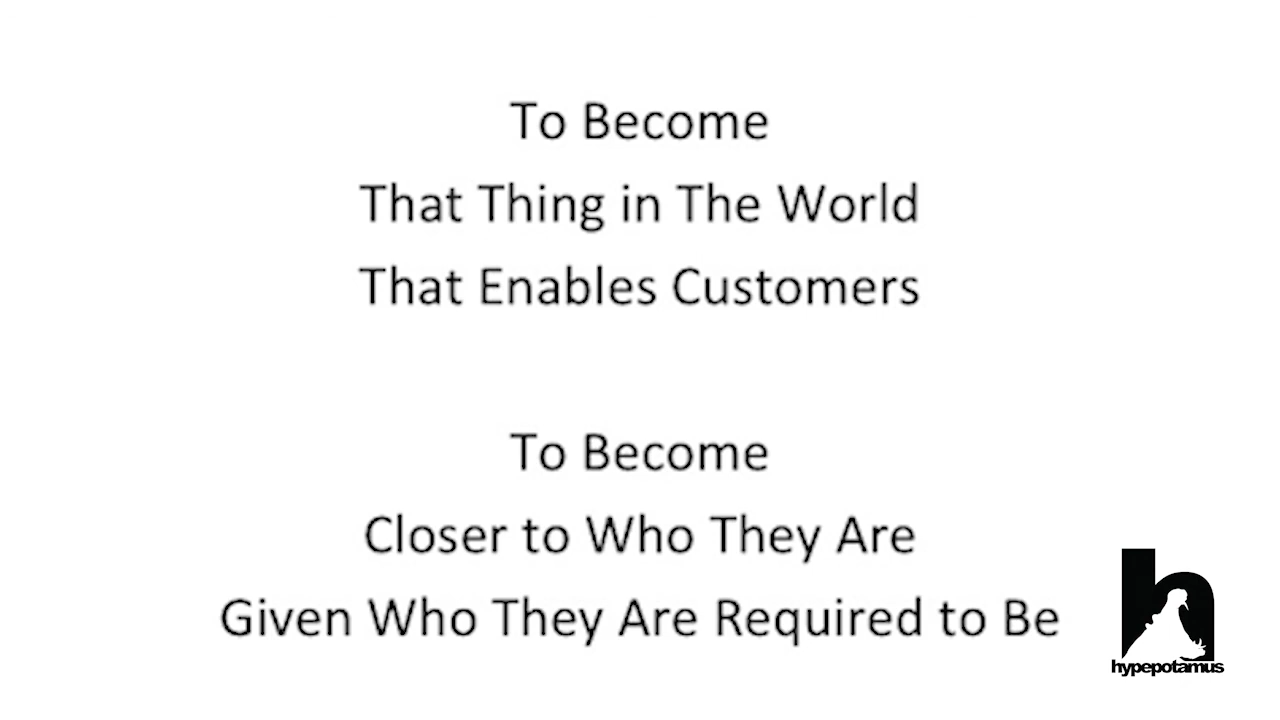 To Become
That Thing in The World
That Enables Customers
To Become
Closer to Who They Are
Given Who They Are Required to Be
h
hypepotamus